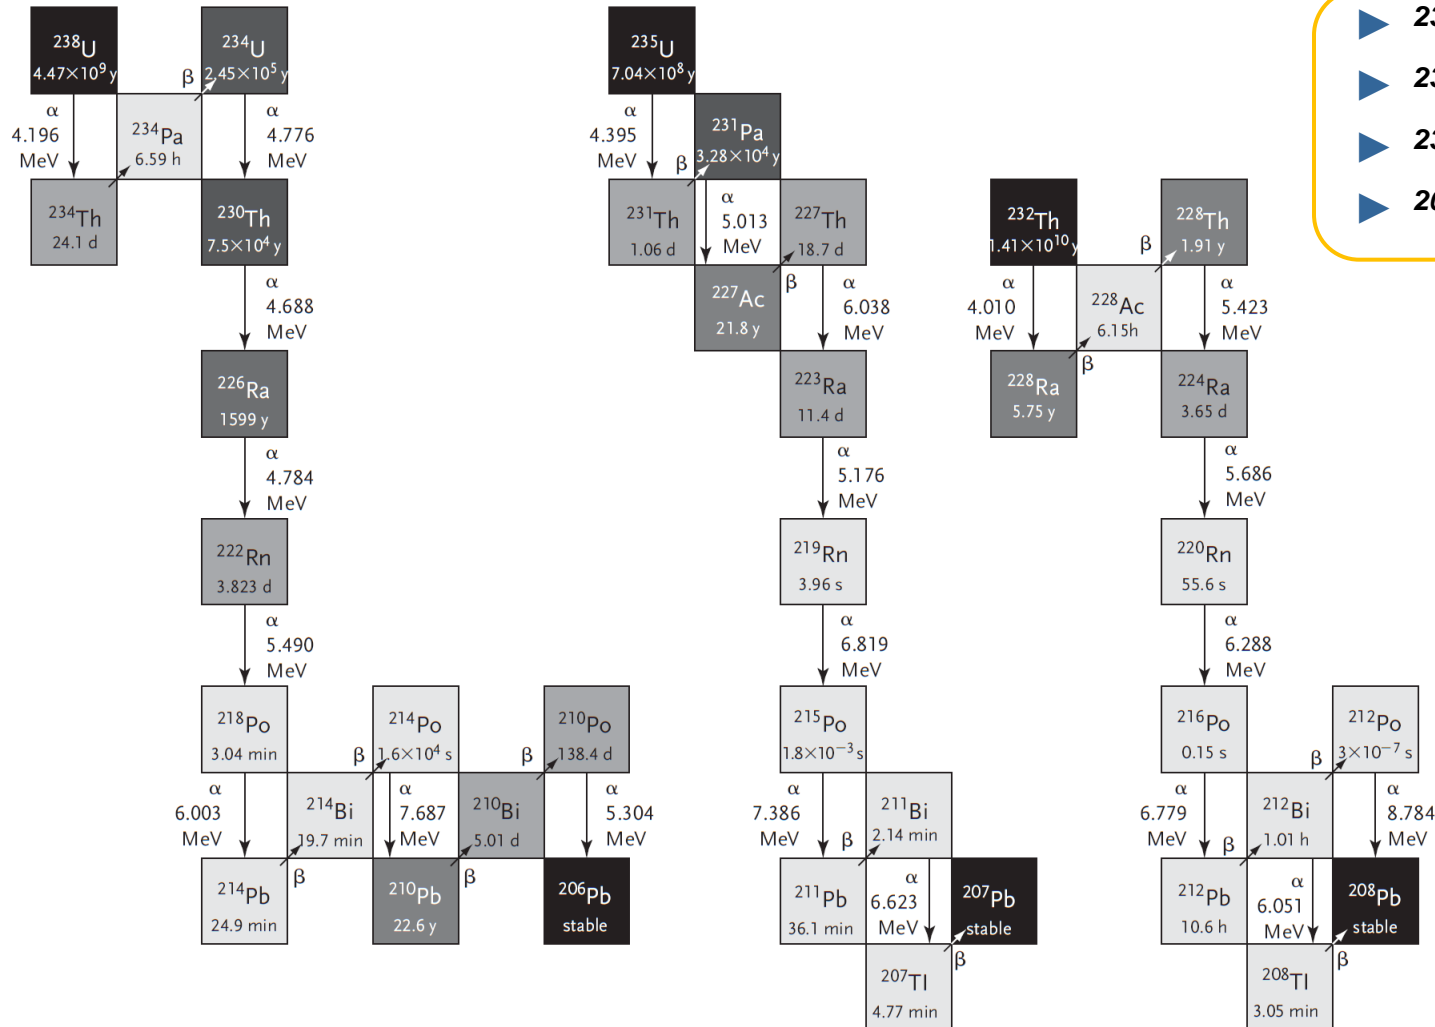 238U
4.47×10⁹ y
α
4.196
MeV
234Th
24.1 d
234Pa
6.59 h
β
234U
2.45×10⁵ y
α
4.776
MeV
230Th
7.5×10⁴ y
α
4.688
MeV
226Ra
1599 y
α
4.784
MeV
222Rn
3.823 d
α
5.490
MeV
218Po
3.04 min
α
6.003
MeV
214Pb
24.9 min
β
214Bi
19.7 min
β
214Po
1.6×10⁴ s
α
7.687
MeV
210Pb
22.6 y
β
210Bi
5.01 d
β
210Po
138.4 d
α
5.304
MeV
206Pb
stable
235U
7.04×10⁸ y
α
4.395
MeV
231Th
1.06 d
β
231Pa
3.28×10⁴ y
α
5.013
MeV
227Ac
21.8 y
β
227Th
18.7 d
α
6.038
MeV
223Ra
11.4 d
α
5.176
MeV
219Rn
3.96 s
α
6.819
MeV
215Po
1.8×10⁻³ s
α
7.386
MeV
211Pb
36.1 min
β
211Bi
2.14 min
α
6.623
MeV
207Tl
4.77 min
β
207Pb
stable
232Th
1.41×10¹⁰ y
α
4.010
MeV
228Ra
5.75 y
β
228Ac
6.15h
β
228Th
1.91 y
α
5.423
MeV
224Ra
3.65 d
α
5.686
MeV
220Rn
55.6 s
α
6.288
MeV
216Po
0.15 s
α
6.779
MeV
212Pb
10.6 h
β
212Bi
1.01 h
β
212Po
3×10⁻⁷ s
α
8.784
MeV
α
6.051
MeV
208Tl
3.05 min
β
208Pb
stable